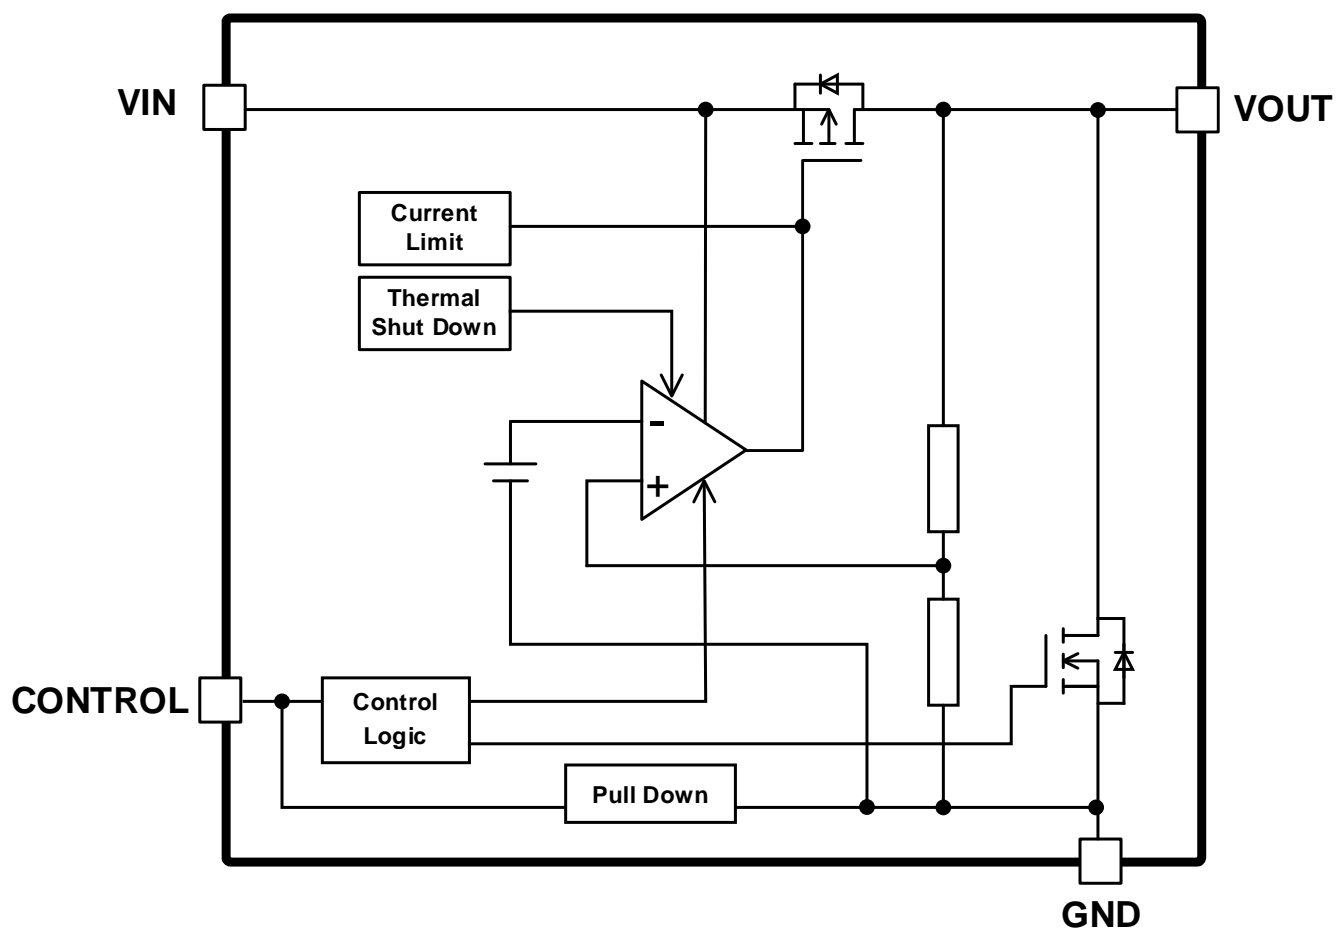 VIN
VOUT
Current
Limit
Thermal
Shut Down
-
+
CONTROL
Control
Logic
Pull Down
GND